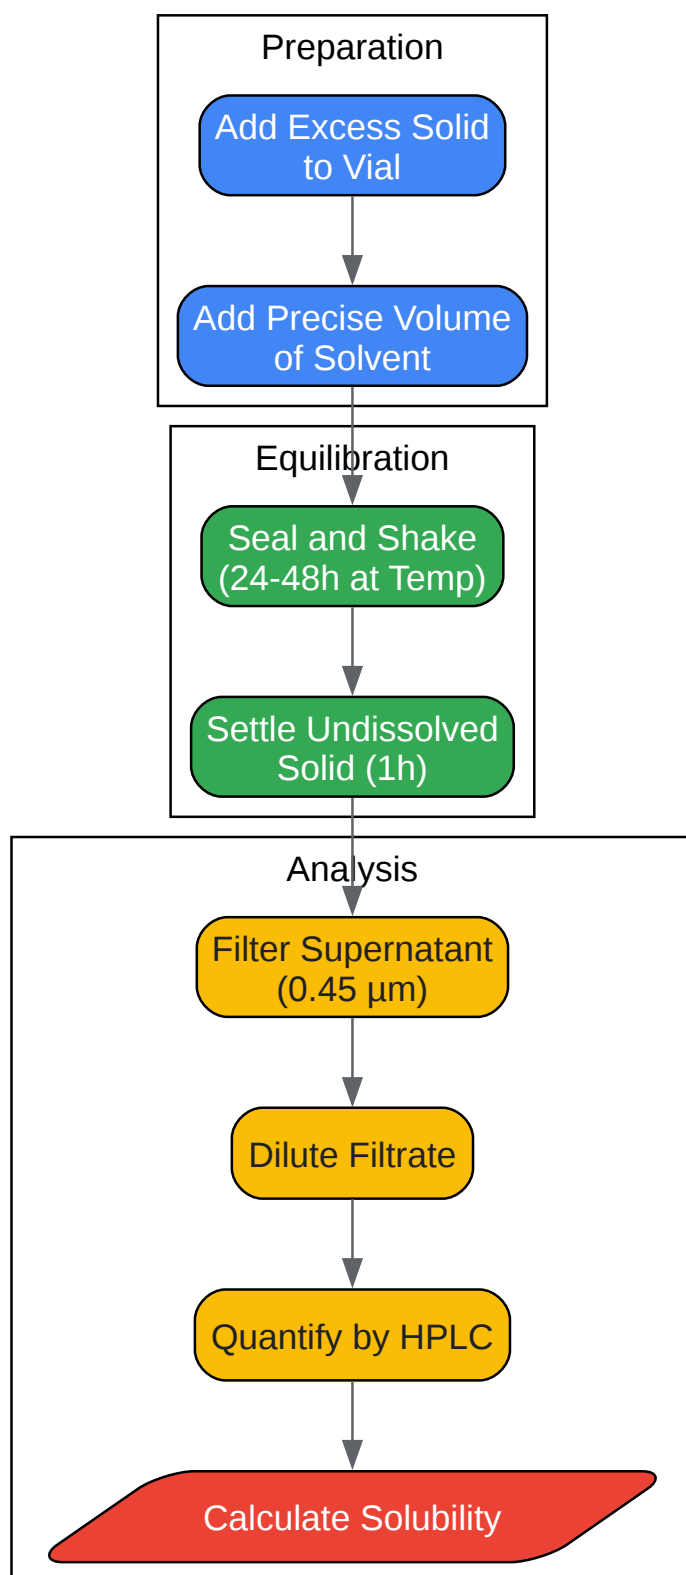 Preparation
Add Excess Solid
to Vial
Add Precise Volume
of Solvent
Equilibration
Seal and Shake
(24-48h at Temp)
Settle Undissolved
Solid (1h)
Analysis
Filter Supernatant
(0.45 µm)
Dilute Filtrate
Quantify by HPLC
Calculate Solubility